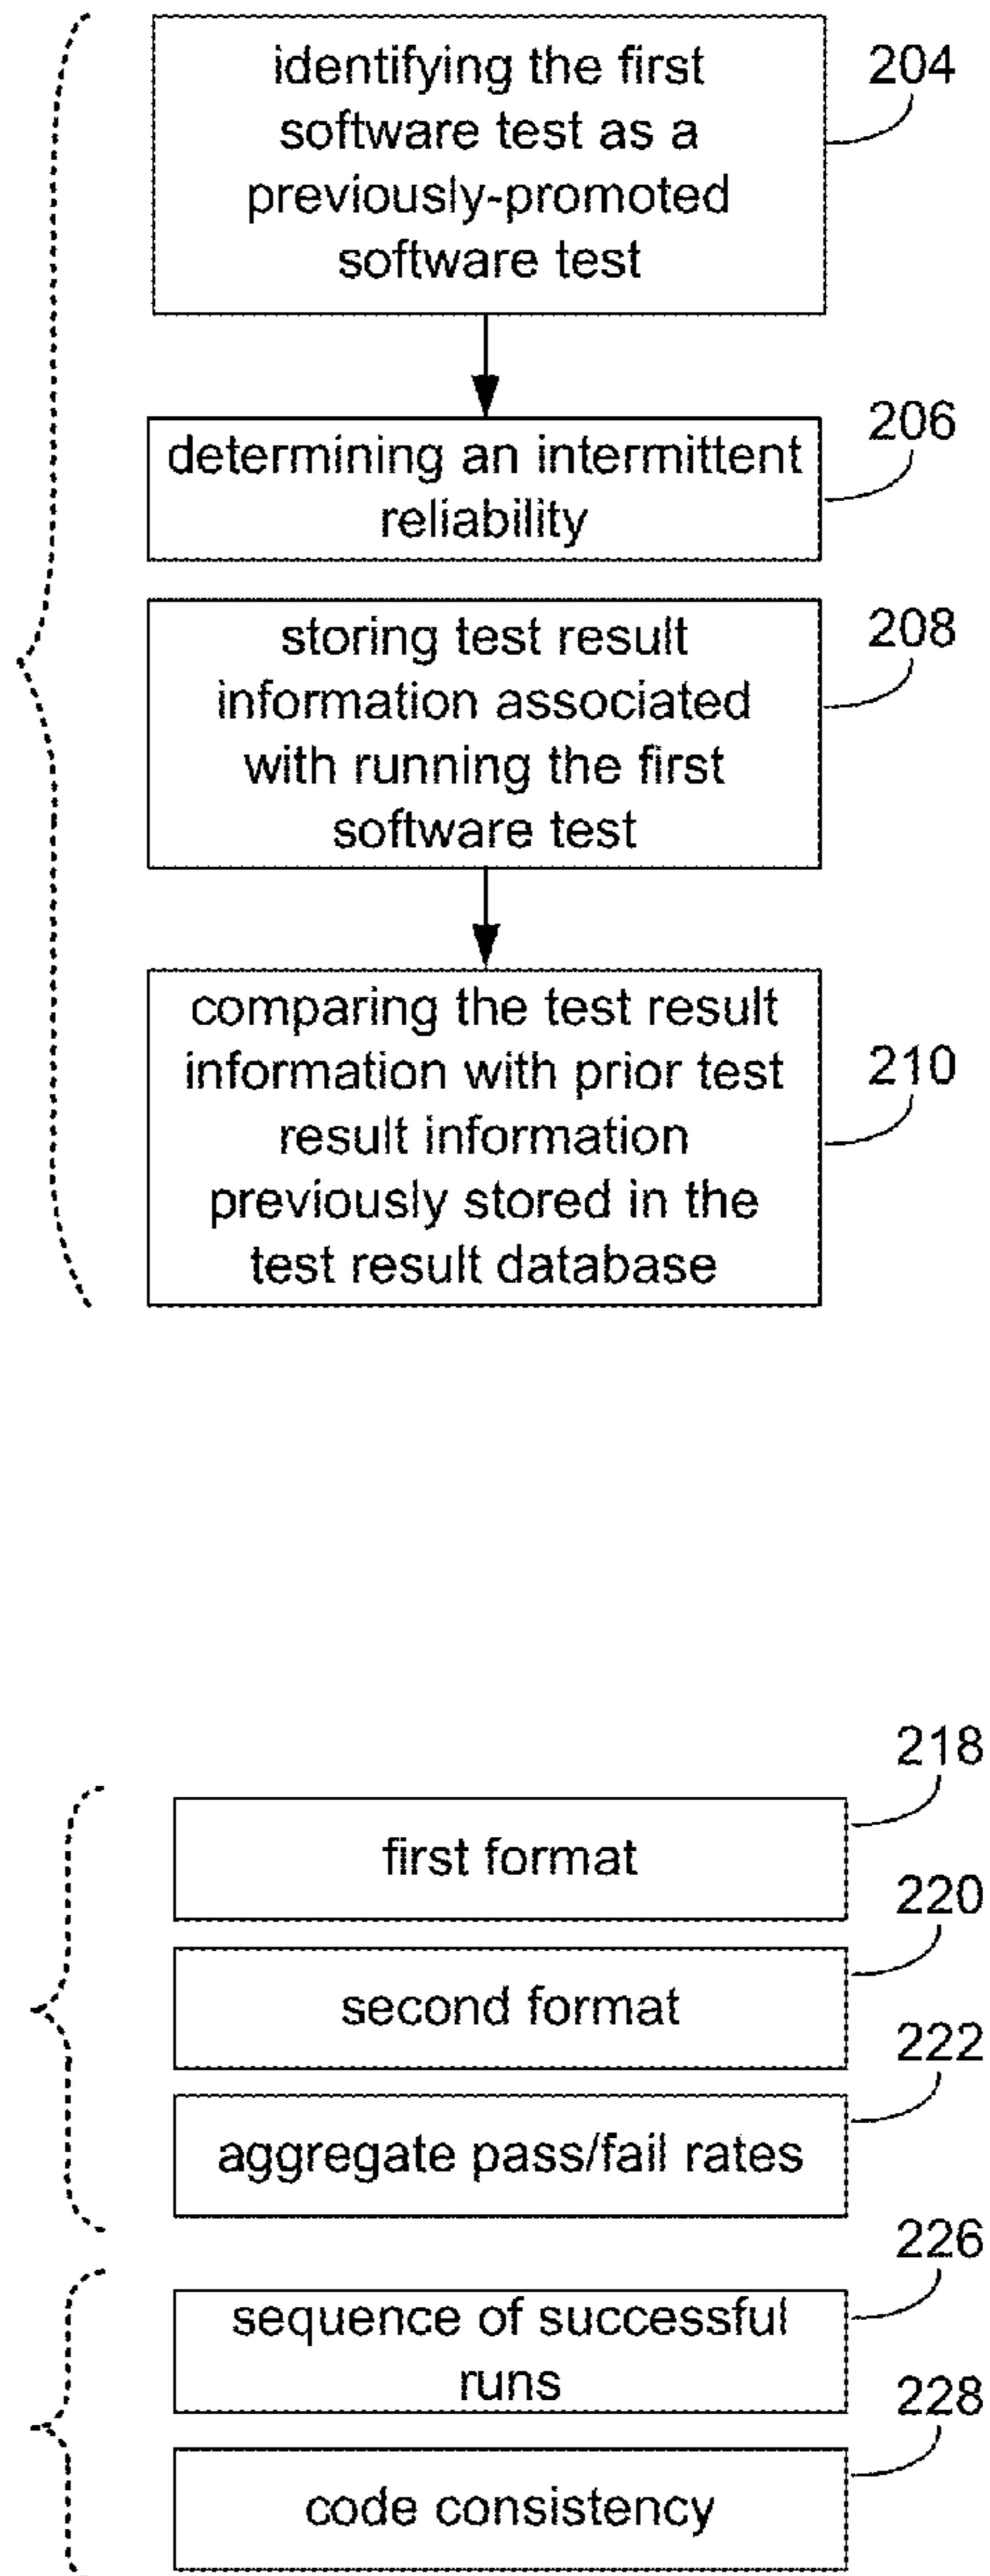 identifying the first
software test as a
previously-promoted
software test
204
determining an intermittent
reliability
206
storing test result
information associated
with running the first
software test
208
comparing the test result
information with prior test
result information
previously stored in the
test result database
210
first format
218
second format
220
aggregate pass/fail rates
222
sequence of successful
runs
226
code consistency
228